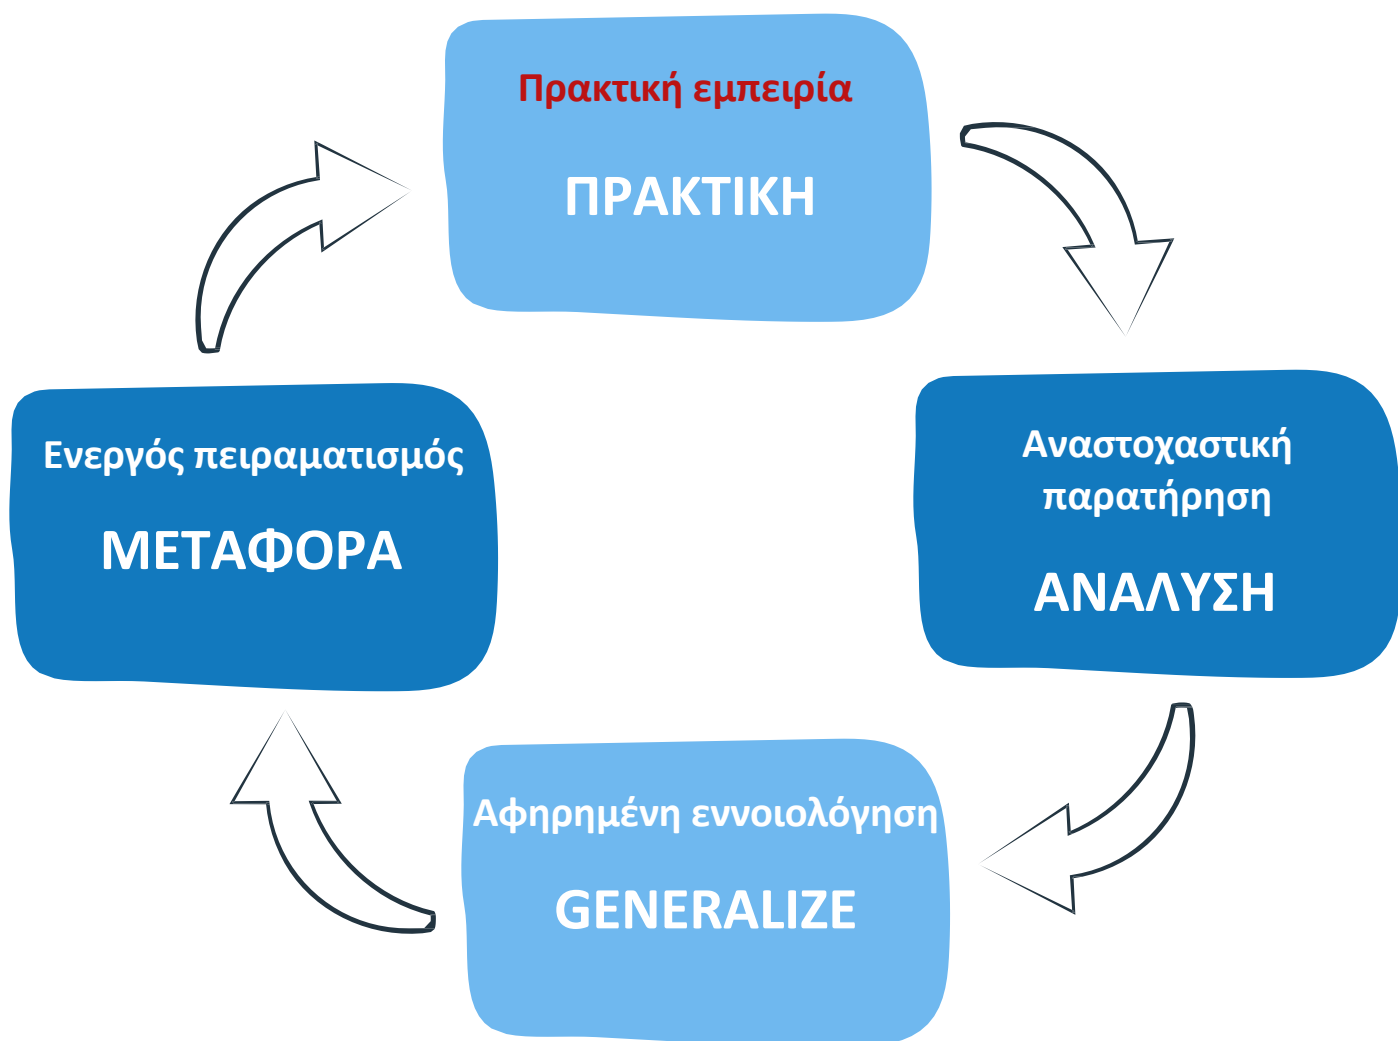 Πρακτική εμπειρία
ΠΡΑΚΤΙΚΗ
Αναστοχαστική
παρατήρηση
ΑΝΑΛΥΣΗ
Αφηρημένη εννοιολόγηση
GENERALIZE
Ενεργός πειραματισμός
ΜΕΤΑΦΟΡΑ